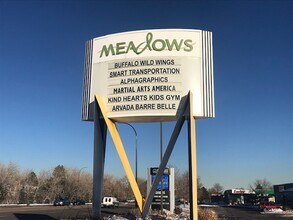 MEADOWS
BUFFALO WILD WINGS
SMART TRANSPORTATION
ALPHAGRAPHICS
MARTIAL ARTS AMERICA
KIND HEARTS KIDS GYM
ARVADA BARRE BELLE